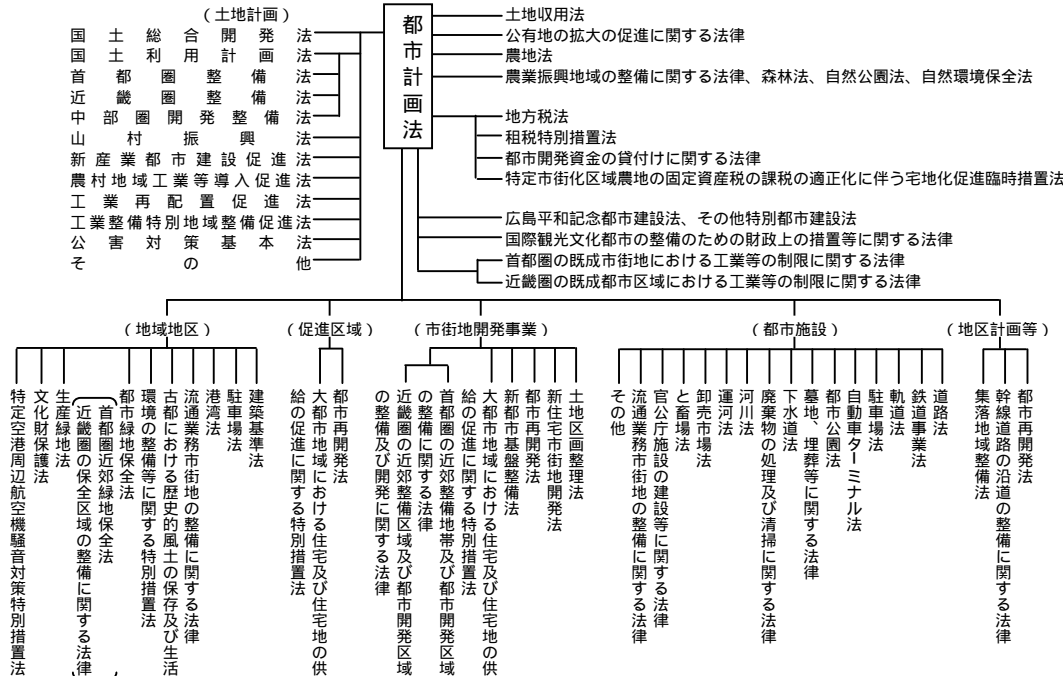 （土地計画）
国土総合開発法
国土利用計画法
首都圏整備法
近畿圏整備法
中部圏開発整備法
山村振興法
新産業都市建設促進法
農村地域工業等導入促進法
工業再配置促進法
工業整備特別地域整備促進法
公害対策基本法
その他
都市計画法
土地収用法
公有地の拡大の促進に関する法律
農地法
農業振興地域の整備に関する法律、森林法、自然公園法、自然環境保全法
地方税法
租税特別措置法
都市開発資金の貸付けに関する法律
特定市街化区域農地の固定資産税の課税の適正化に伴う宅地化促進臨時措置法
広島平和記念都市建設法、その他特別都市建設法
国際観光文化都市の整備のための財政上の措置等に関する法律
首都圏の既成市街地における工業等の制限に関する法律
近畿圏の既成都市区域における工業等の制限に関する法律
（地域地区）
建築基準法
駐車場法
港湾法
流通業務市街地の整備に関する法律
古都における歴史的風土の保存及び生活
環境の整備等に関する特別措置法
都市緑地保全法
首都圏近郊緑地保全法
近畿圏の保全区域の整備に関する法律
生産緑地法
文化財保護法
特定空港周辺航空機騒音対策特別措置法
（促進区域）
都市再開発法
大都市地域における住宅及び住宅地の供
給の促進に関する特別措置法
（市街地開発事業）
土地区画整理法
新住宅市街地開発法
都市再開発法
新都市基盤整備法
大都市地域における住宅及び住宅地の供
給の促進に関する特別措置法
首都圏の近郊整備地帯及び都市開発区域
の整備に関する法律
近畿圏の近郊整備区域及び都市開発区域
の整備及び開発に関する法律
（都市施設）
道路法
鉄道事業法
軌道法
駐車場法
自動車ターミナル法
都市公園法
墓地、埋葬等に関する法律
下水道法
廃棄物の処理及び清掃に関する法律
河川法
運河法
卸売市場法
と畜場法
官公庁施設の建設等に関する法律
流通業務市街地の整備に関する法律
その他
（地区計画等）
都市再開発法
幹線道路の沿道の整備に関する法律
集落地域整備法